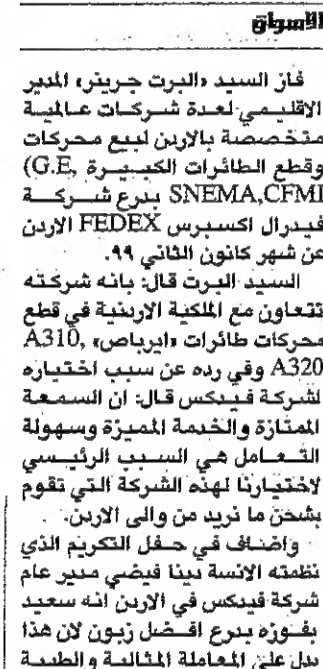 الأسواق
فاز السيد «البرت جرينر» المدير
الاقليمي لعدة شركات عالمية
متخصصة بالاردن لبيع محركات
وقطع الطائرات الكبيرة (G.E,
SNEMA,CFMI بدرع شركة
فيدرال اكسبرس FEDEX الاردن
عن شهر كانون الثاني ٩٩.
السيد البرت قال: بانه شركته
تتعاون مع الملكية الاردنية في قطع
محركات طائرات «ايرباص» A310,
A320 وفي رده عن سبب اختياره
لشركة فيدكس قال: ان السمعة
الممتازة والخدمة المميزة وسهولة
التعامل هي السبب الرئيسي
لاختيارنا لهذه الشركة التي تقوم
بشحن ما نريد من والى الاردن.
واضاف في حفل التكريم الذي
نظمته الانسة دينا فيضي مدير عام
شركة فيدكس في الاردن انه سعيد
بفوزه بدرع افضل زبون لان هذا
يدل على المعاملة المثالية والطيبة